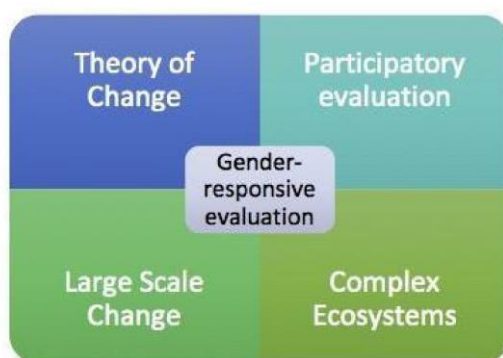 Theory of
Change
Participatory
evaluation
Gender-
responsive
evaluation
Large Scale
Change
Complex
Ecosystems